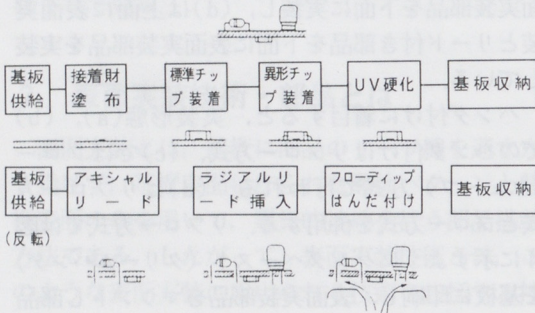 基板
供給
接着財
塗布
標準チッ
プ装着
異形チッ
プ装着
UV硬化
基板収納
基板
供給
アキシャル
リード
ラジアルリ
ード挿入
フローディップ
はんだ付け
基板収納
(反転)